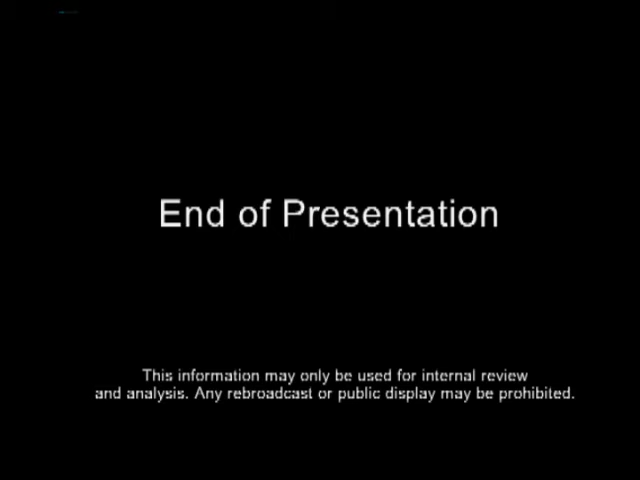 End of Presentation
This information may only be used for internal review
and analysis. Any rebroadcast or public display may be prohibited.